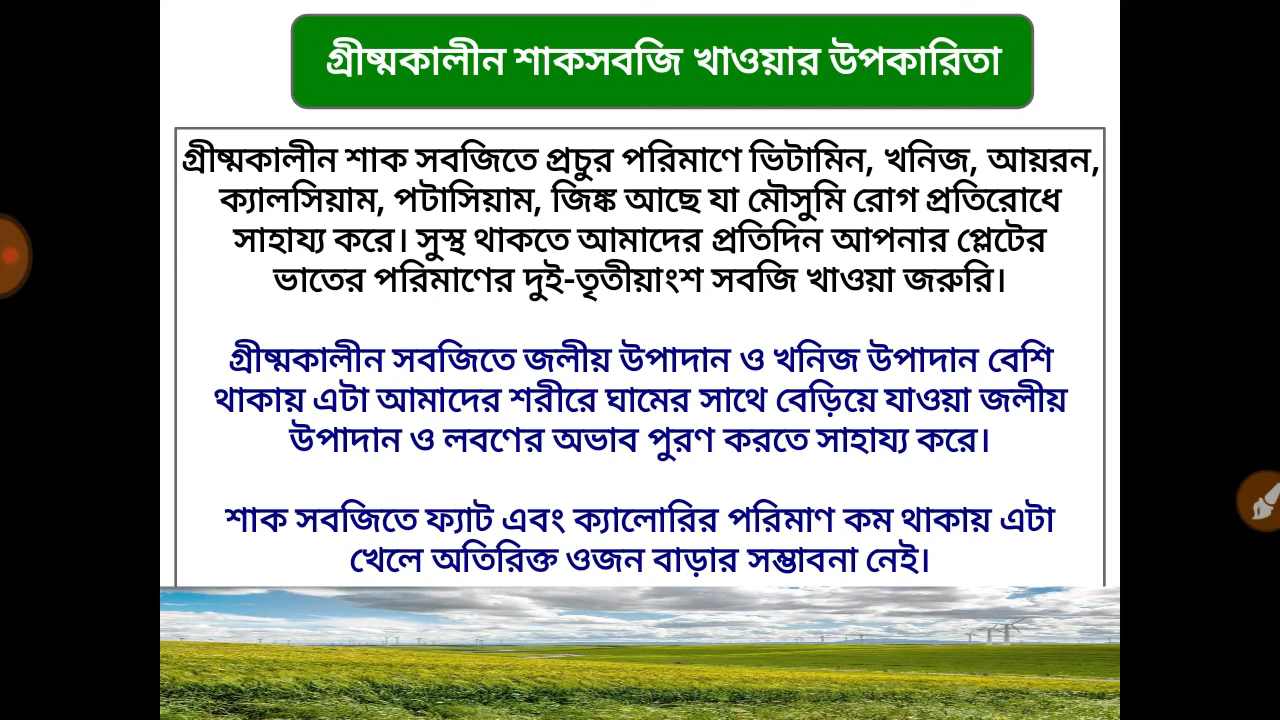 গ্রীষ্মকালীন শাকসবজি খাওয়ার উপকারিতা
গ্রীষ্মকালীন শাক সবজিতে প্রচুর পরিমাণে ভিটামিন, খনিজ, আয়রন,
ক্যালসিয়াম, পটাসিয়াম, জিঙ্ক আছে যা মৌসুমি রোগ প্রতিরোধে
সাহায্য করে। সুস্থ থাকতে আমাদের প্রতিদিন আপনার প্লেটের
ভাতের পরিমাণের দুই-তৃতীয়াংশ সবজি খাওয়া জরুরি।
গ্রীষ্মকালীন সবজিতে জলীয় উপাদান ও খনিজ উপাদান বেশি
থাকায় এটা আমাদের শরীরে ঘামের সাথে বেড়িয়ে যাওয়া জলীয়
উপাদান ও লবণের অভাব পুরণ করতে সাহায্য করে।
শাক সবজিতে ফ্যাট এবং ক্যালোরির পরিমাণ কম থাকায় এটা
খেলে অতিরিক্ত ওজন বাড়ার সম্ভাবনা নেই।